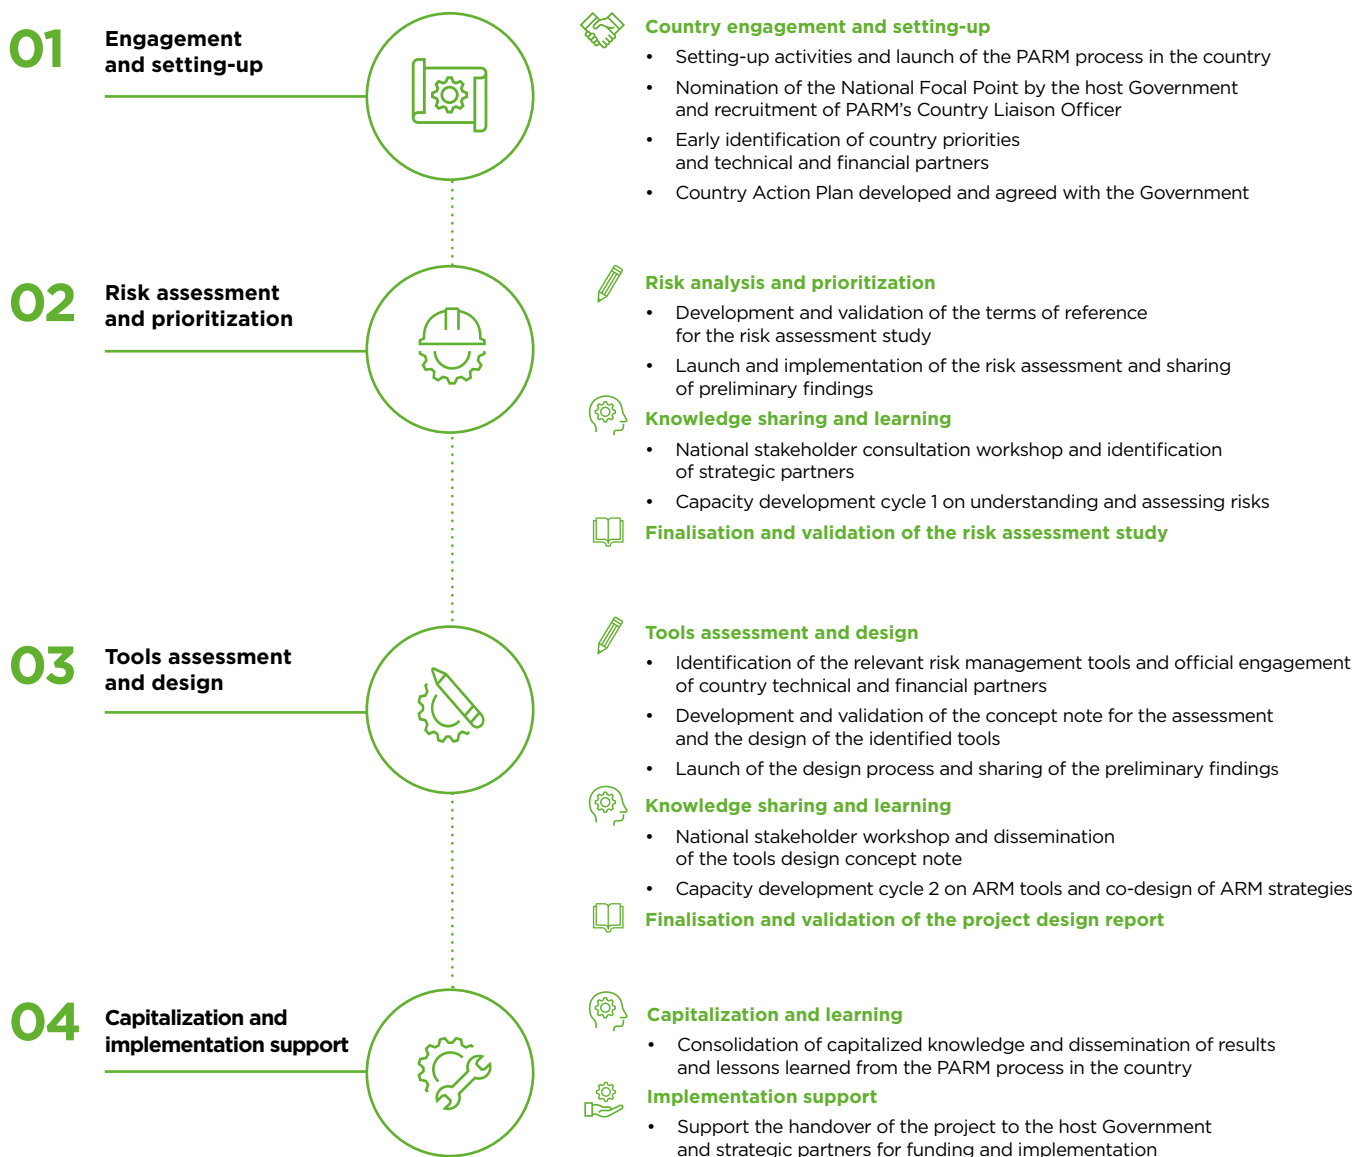 01
Engagement
and setting-up
Country engagement and setting-up
• Setting-up activities and launch of the PARM process in the country
• Nomination of the National Focal Point by the host Government
and recruitment of PARM's Country Liaison Officer
• Early identification of country priorities
and technical and financial partners
• Country Action Plan developed and agreed with the Government
02
Risk assessment
and prioritization
Risk analysis and prioritization
• Development and validation of the terms of reference
for the risk assessment study
• Launch and implementation of the risk assessment and sharing
of preliminary findings
Knowledge sharing and learning
• National stakeholder consultation workshop and identification
of strategic partners
• Capacity development cycle 1 on understanding and assessing risks
Finalisation and validation of the risk assessment study
03
Tools assessment
and design
Tools assessment and design
• Identification of the relevant risk management tools and official engagement
of country technical and financial partners
• Development and validation of the concept note for the assessment
and the design of the identified tools
• Launch of the design process and sharing of the preliminary findings
Knowledge sharing and learning
• National stakeholder workshop and dissemination
of the tools design concept note
• Capacity development cycle 2 on ARM tools and co-design of ARM strategies
Finalisation and validation of the project design report
04
Capitalization and
implementation support
Capitalization and learning
• Consolidation of capitalized knowledge and dissemination of results
and lessons learned from the PARM process in the country
Implementation support
• Support the handover of the project to the host Government
and strategic partners for funding and implementation